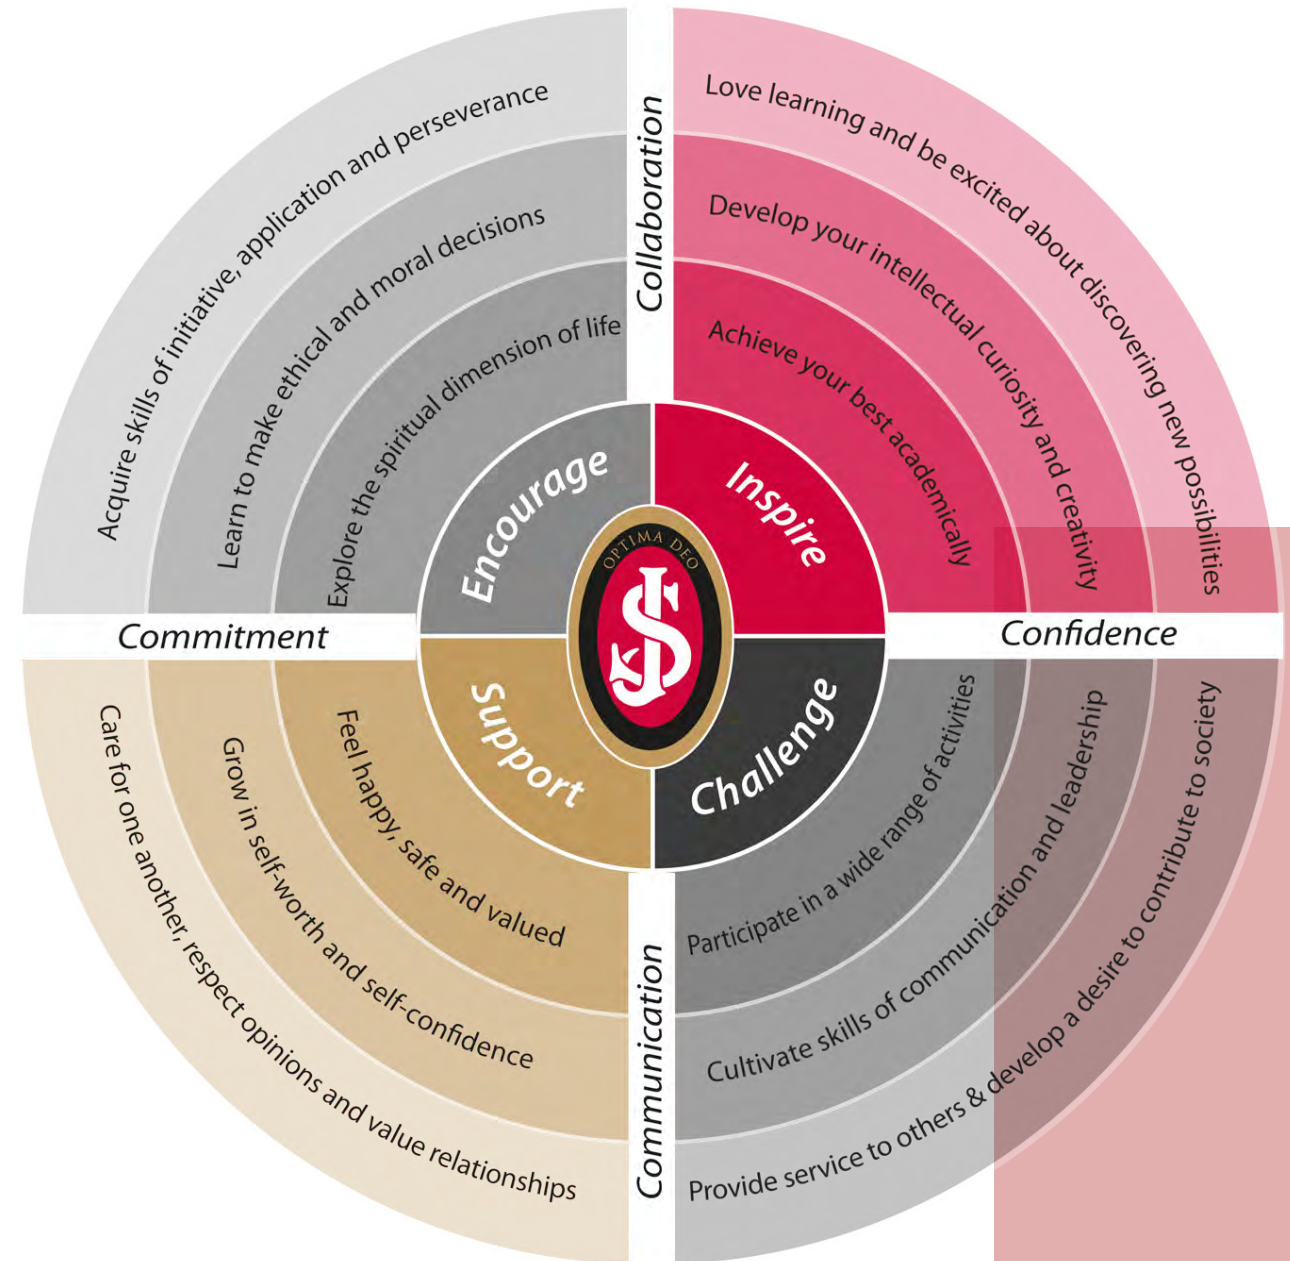 Collaboration
Acquire skills of initiative, application and perseverance
Learn to make ethical and moral decisions
Explore the spiritual dimension of life
Encourage
Love learning and be excited about discovering new possibilities
Develop your intellectual curiosity and creativity
Achieve your best academically
Inspire
OPTIMA DEO
JS
Commitment
Confidence
Support
Feel happy, safe and valued
Grow in self-worth and self-confidence
Care for one another, respect opinions and value relationships
Challenge
Participate in a wide range of activities
Cultivate skills of communication and leadership
Provide service to others & develop a desire to contribute to society
Communication